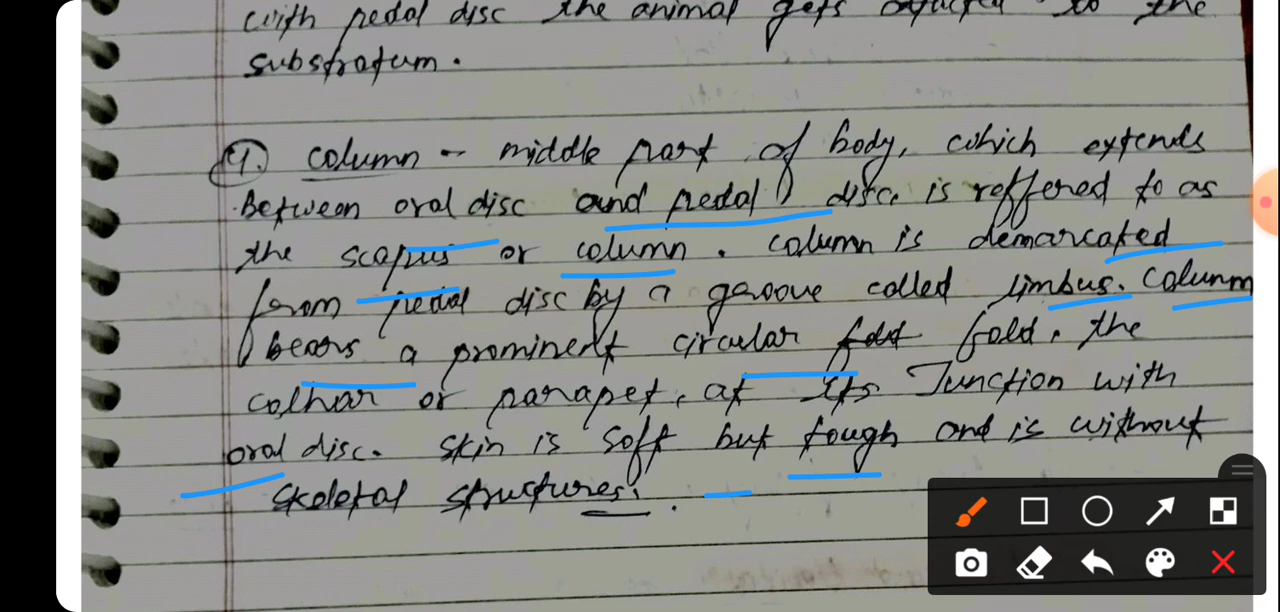 with pedal disc the animal gets attached to the
substratum.
4. column - middle part of body, which extends
Between oral disc and pedal disc is reffered to as
the scapus or column. column is demarcated
from pedal disc by a groove called limbus. Column
bears a prominent circular fold, the
colhar or parapet, at its Junction with
oral disc. Skin is soft but tough and is without
skeletal structures.